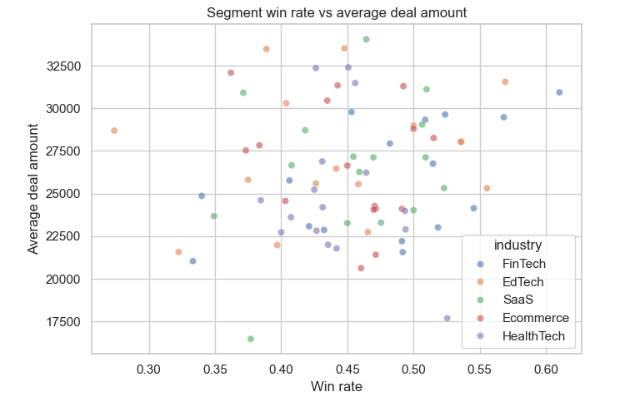 Segment win rate vs average deal amount
Average deal amount
32500
30000
27500
25000
22500
20000
17500
0.30 0.35 0.40 0.45 0.50 0.55 0.60
Win rate
industry
FinTech
EdTech
SaaS
Ecommerce
HealthTech